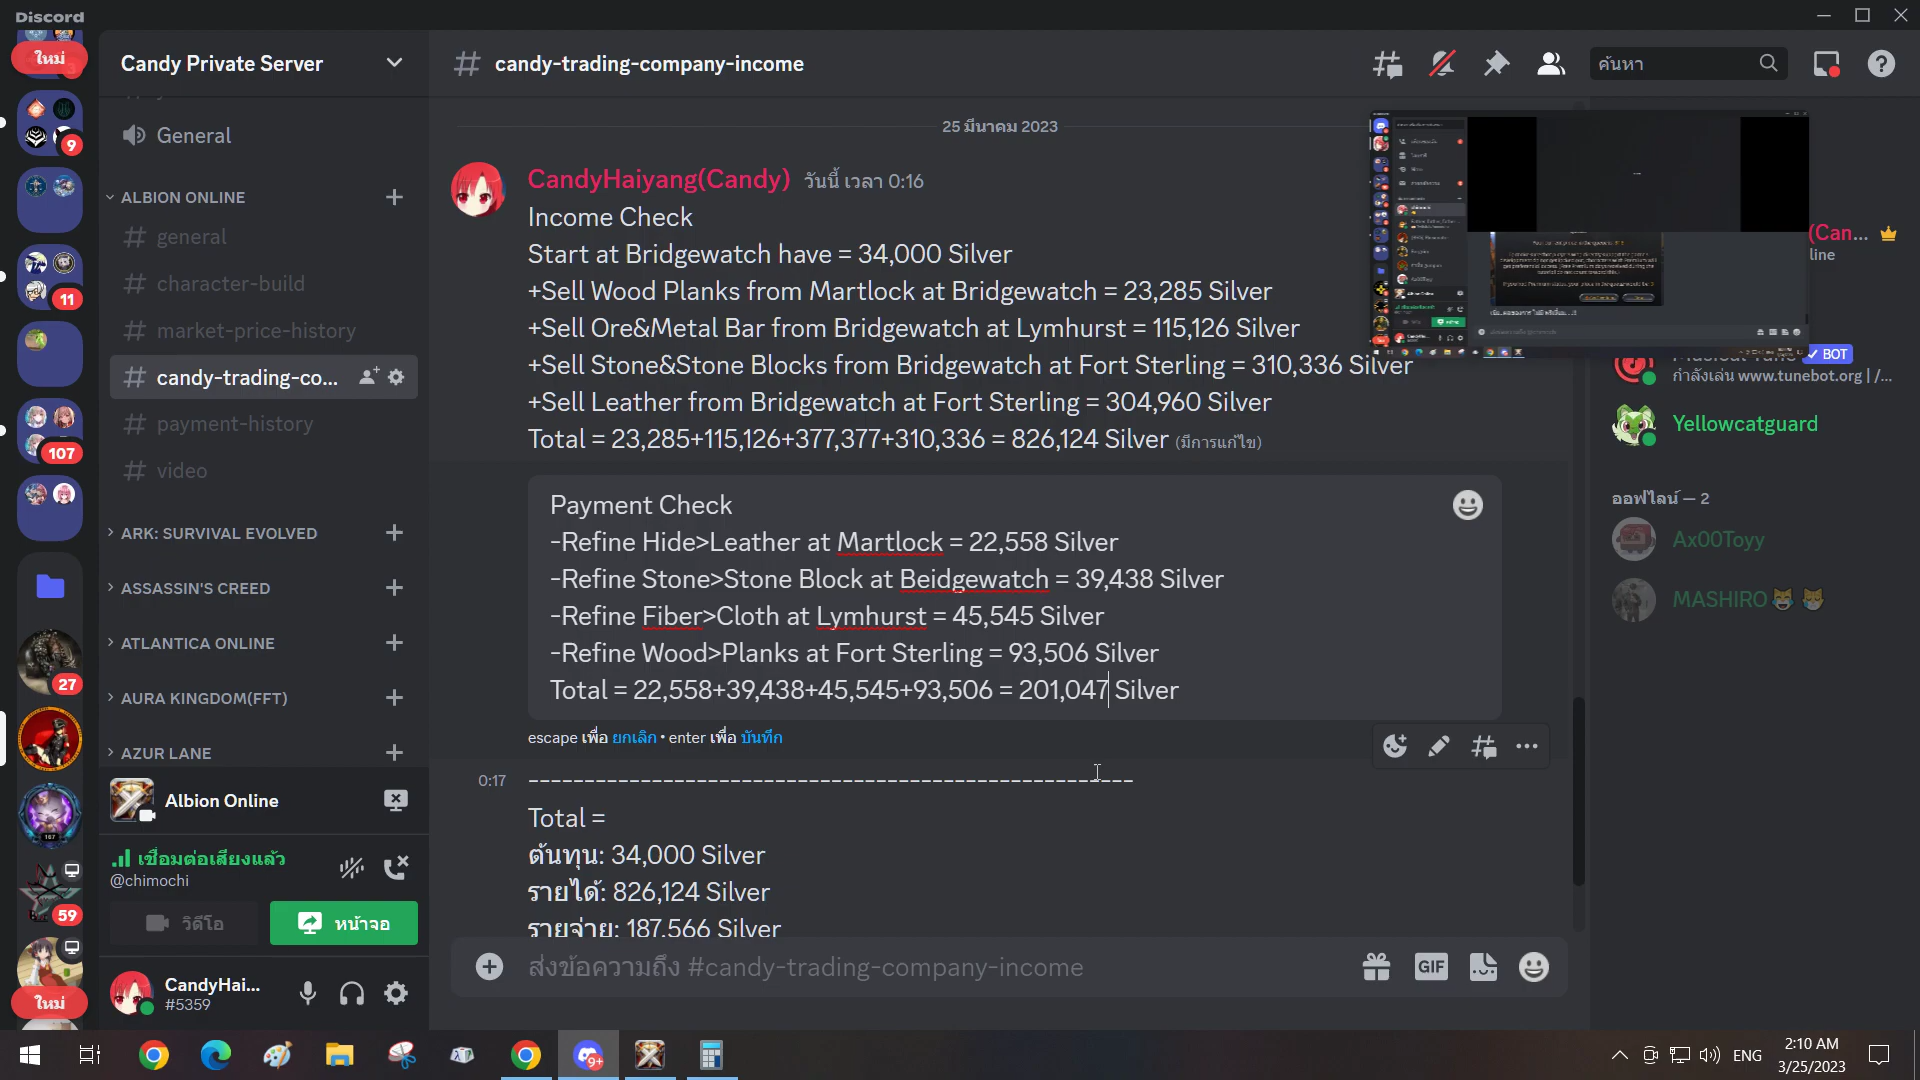 Discord
ใหม่
9
11
107
27
59
ใหม่
Candy Private Server
General
ALBION ONLINE
general
character-build
market-price-history
candy-trading-co...
payment-history
video
ARK: SURVIVAL EVOLVED
ASSASSIN'S CREED
ATLANTICA ONLINE
AURA KINGDOM(FFT)
AZUR LANE
Albion Online
เชื่อมต่อเสียงแล้ว
@chimochi
วิดีโอ
หน้าจอ
CandyHai...
#5359
candy-trading-company-income
ค้นหา
25 มีนาคม 2023
CandyHaiyang(Candy) วันนี้ เวลา 0:16
Income Check
Start at Bridgewatch have = 34,000 Silver
+Sell Wood Planks from Martlock at Bridgewatch = 23,285 Silver
+Sell Ore&Metal Bar from Bridgewatch at Lymhurst = 115,126 Silver
+Sell Stone&Stone Blocks from Bridgewatch at Fort Sterling = 310,336 Silver
+Sell Leather from Bridgewatch at Fort Sterling = 304,960 Silver
Total = 23,285+115,126+377,377+310,336 = 826,124 Silver (มีการแก้ไข)
Payment Check
-Refine Hide>Leather at Martlock = 22,558 Silver
-Refine Stone>Stone Block at Beidgewatch = 39,438 Silver
-Refine Fiber>Cloth at Lymhurst = 45,545 Silver
-Refine Wood>Planks at Fort Sterling = 93,506 Silver
Total = 22,558+39,438+45,545+93,506 = 201,047 Silver
escape เพื่อ ยกเลิก • enter เพื่อ บันทึก
0:17 ------------------------------------------------------
Total =
ต้นทุน: 34,000 Silver
รายได้: 826,124 Silver
รายจ่าย: 187,566 Silver
ส่งข้อความถึง #candy-trading-company-income
GIF
(Can...
line
BOT
กำลังเล่น www.tunebot.org | /...
Yellowcatguard
ออฟไลน์ — 2
Ax00Toyy
MASHIRO
9+
ENG
2:10 AM
3/25/2023